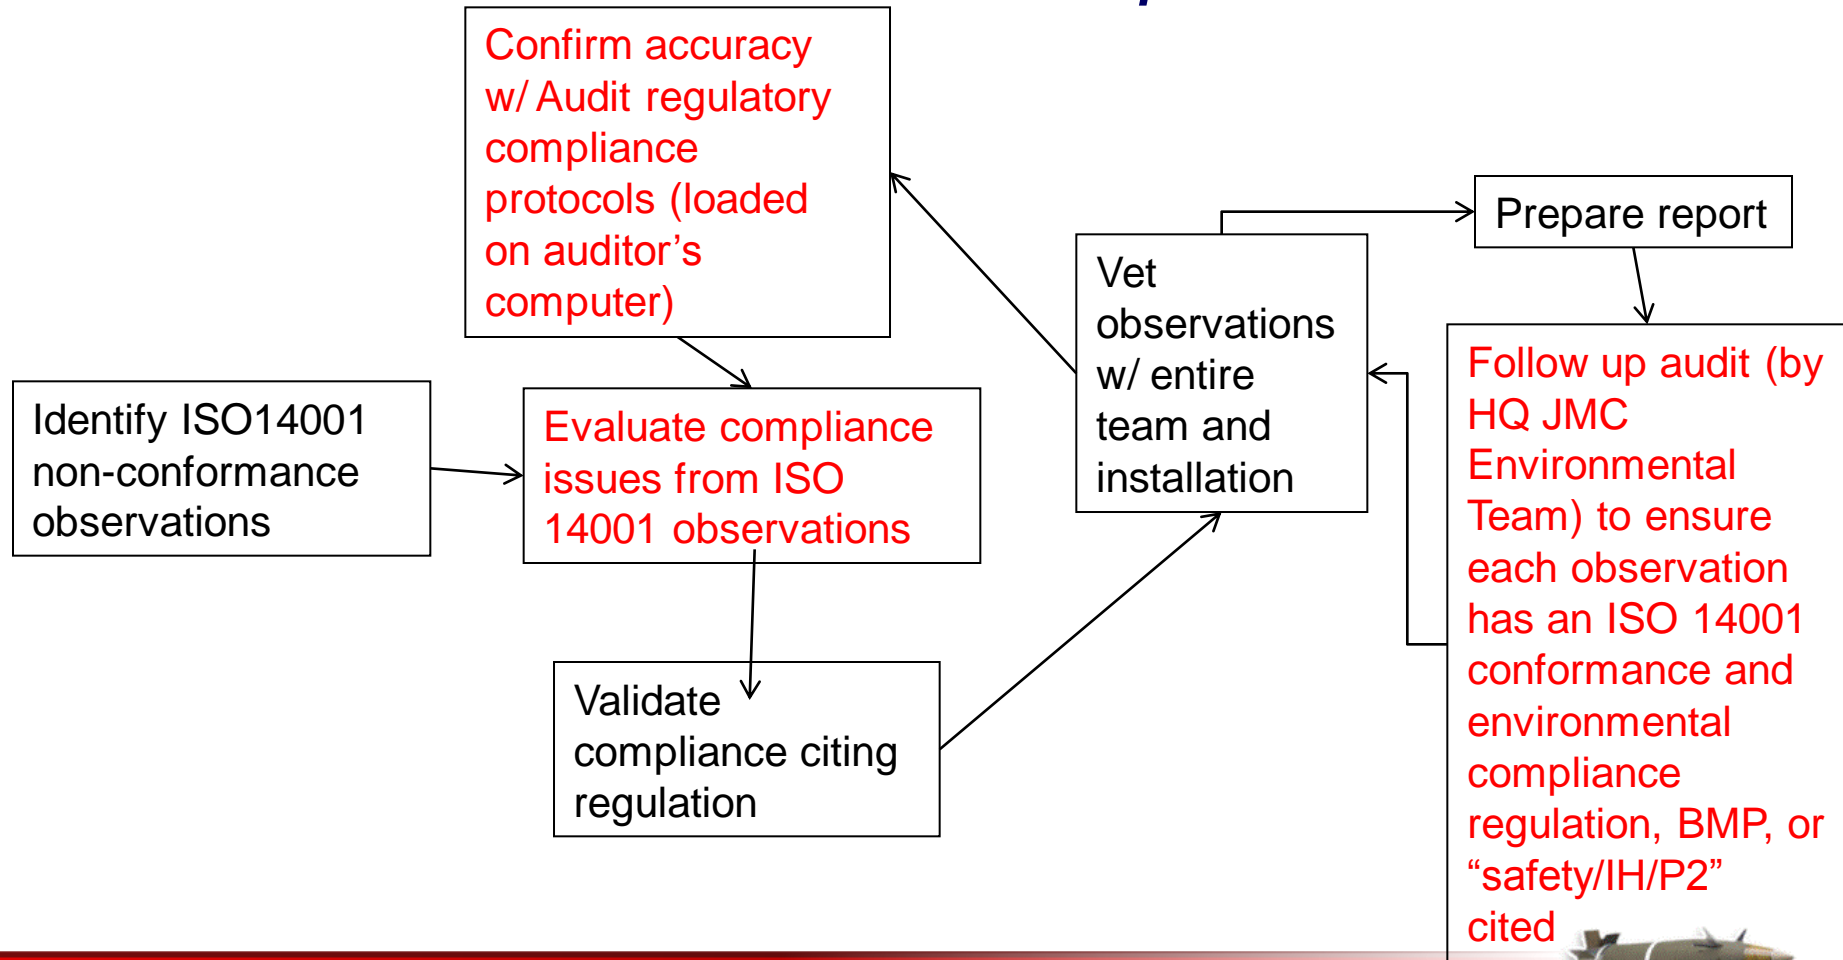 Confirm accuracy
w/ Audit regulatory
compliance
protocols (loaded
on auditor’s
computer)
Identify ISO14001
non-conformance
observations
Evaluate compliance
issues from ISO
14001 observations
Validate
compliance citing
regulation
Vet
observations
w/ entire
team and
installation
Prepare report
Follow up audit (by
HQ JMC
Environmental
Team) to ensure
each observation
has an ISO 14001
conformance and
environmental
compliance
regulation, BMP, or
“safety/IH/P2”
cited